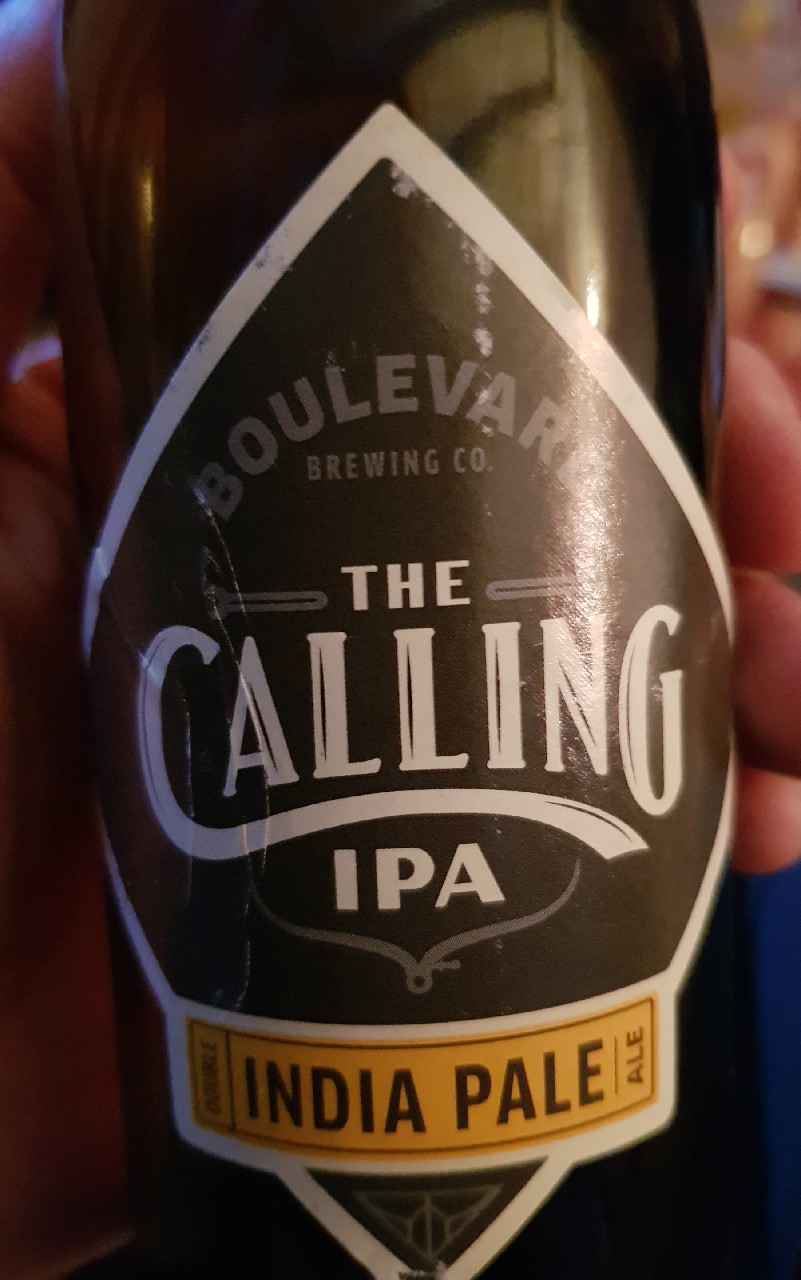 BOULEVARD
BREWING CO.
THE
CALLING
IPA
DOUBLE
INDIA PALE
ALE